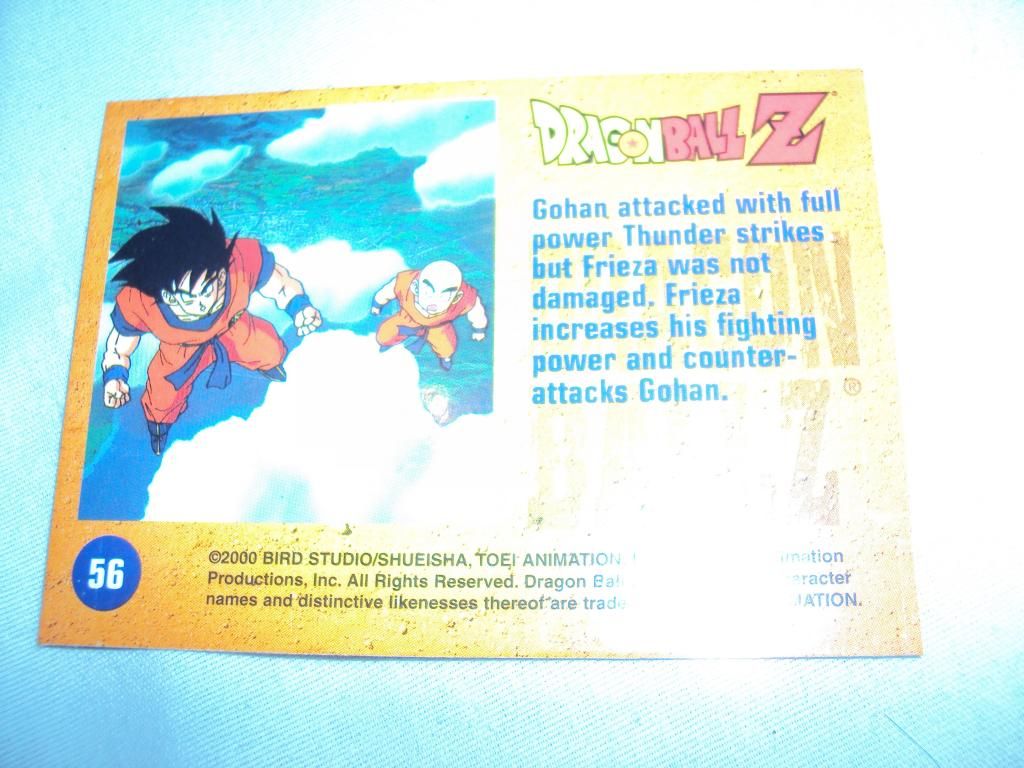 DRAGONBALL Z
Gohan attacked with full
power Thunder strikes
but Frieza was not
damaged. Frieza
increases his fighting
power and counter-
attacks Gohan.
®
56
©2000 BIRD STUDIO/SHUEISHA, TOEI ANIMATION.
Productions, Inc. All Rights Reserved. Dragon Ball
names and distinctive likenesses thereof are